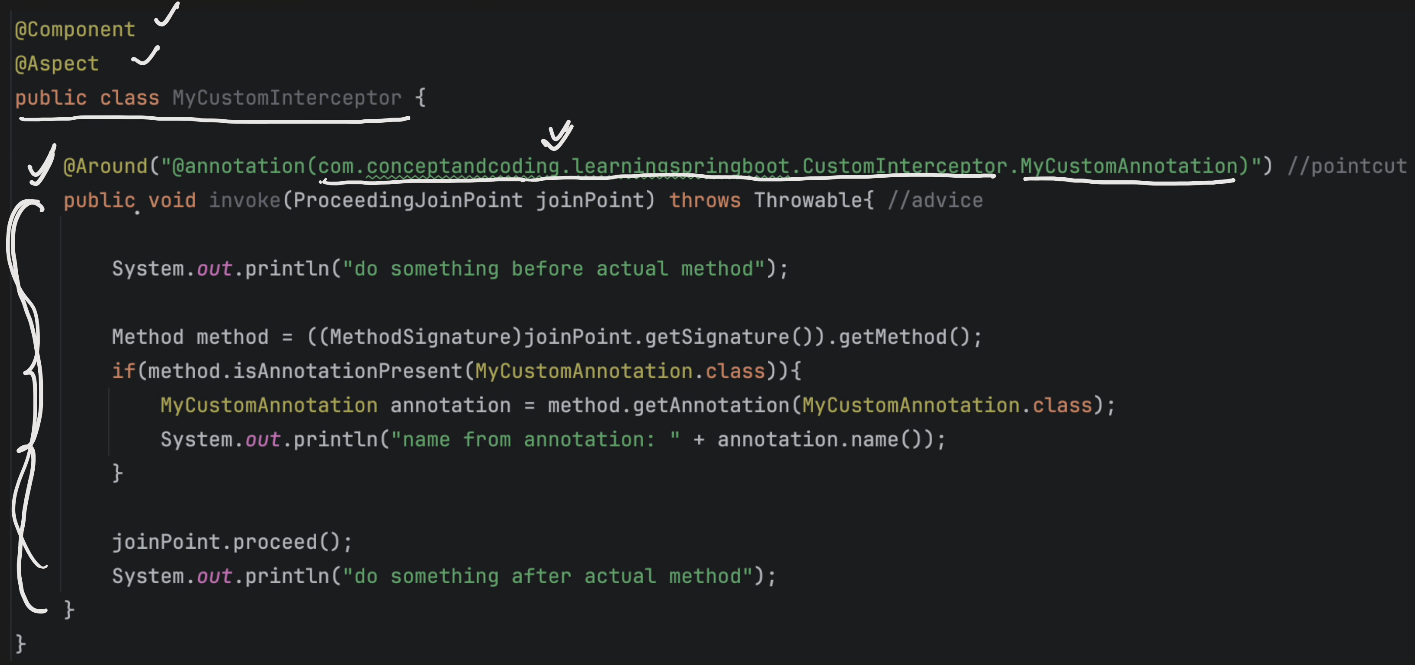 @Component
@Aspect
public class MyCustomInterceptor {
@Around("@annotation(com.conceptandcoding.learningspringboot.CustomInterceptor.MyCustomAnnotation)") //pointcut
public void invoke(ProceedingJoinPoint joinPoint) throws Throwable{ //advice
System.out.println("do something before actual method");
Method method = ((MethodSignature)joinPoint.getSignature()).getMethod();
if(method.isAnnotationPresent(MyCustomAnnotation.class)){
MyCustomAnnotation annotation = method.getAnnotation(MyCustomAnnotation.class);
System.out.println("name from annotation: " + annotation.name());
}
joinPoint.proceed();
System.out.println("do something after actual method");
}
}